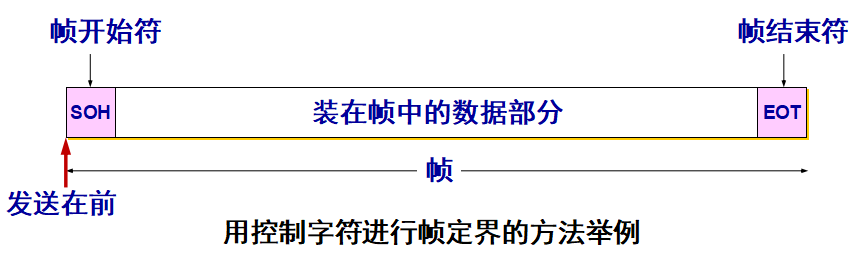 帧开始符
帧结束符
SOH
装在帧中的数据部分
EOT
帧
发送在前
用控制字符进行帧定界的方法举例